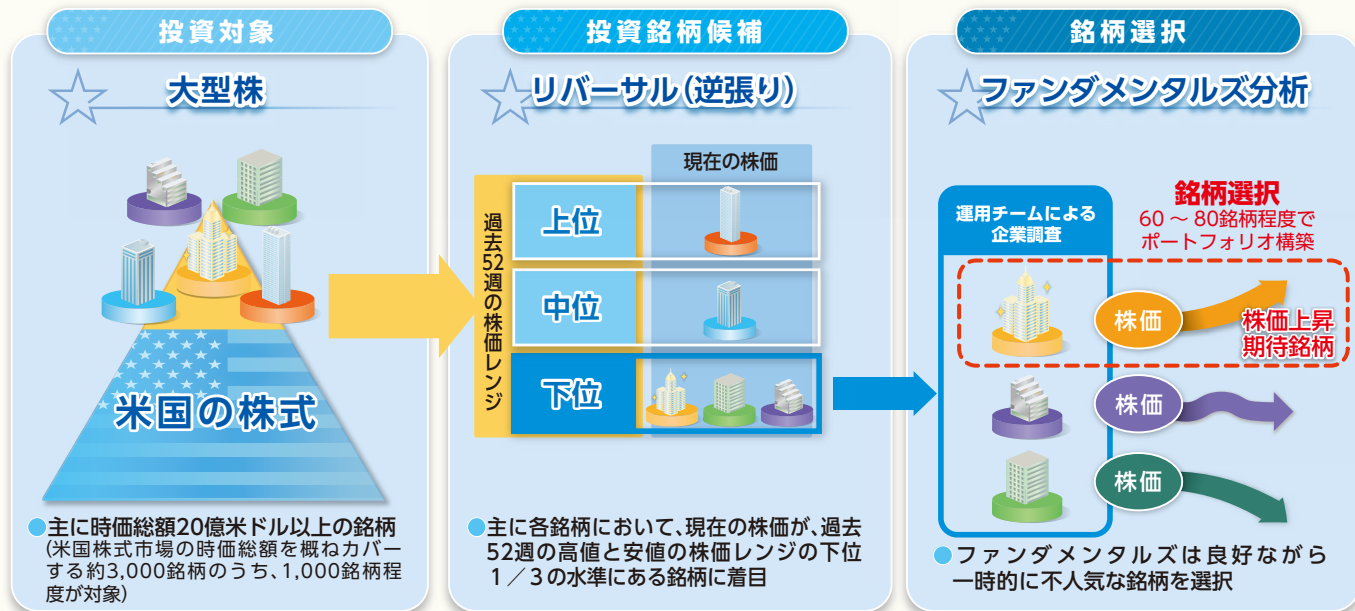 投資対象
大型株
米国の株式
●主に時価総額20億米ドル以上の銘柄
(米国株式市場の時価総額を概ねカバー
する約3,000銘柄のうち、1,000銘柄程
度が対象)
投資銘柄候補
リバーサル(逆張り)
現在の株価
過去52週の株価レンジ
上位
中位
下位
●主に各銘柄において、現在の株価が、過去
52週の高値と安値の株価レンジの下位
1/3の水準にある銘柄に着目
銘柄選択
ファンダメンタルズ分析
運用チームによる
企業調査
銘柄選択
60～80銘柄程度で
ポートフォリオ構築
株価
株価上昇
期待銘柄
株価
株価
●ファンダメンタルズは良好ながら
一時的に不人気な銘柄を選択